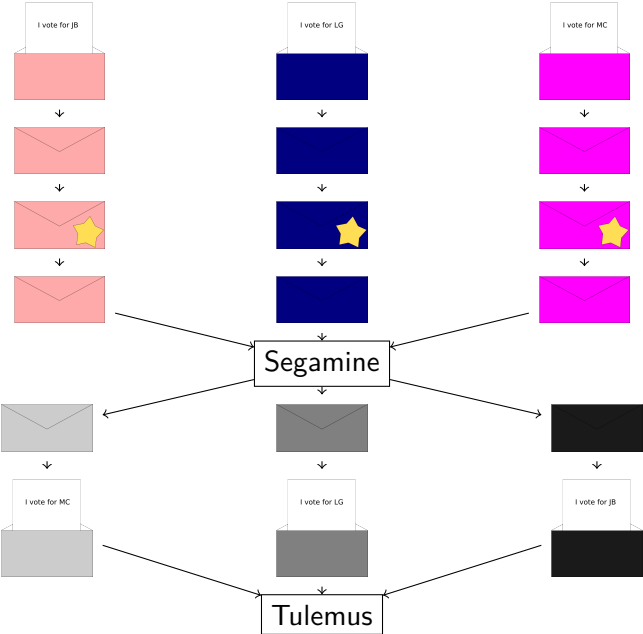 I vote for JB
I vote for LG
I vote for MC
Segamine
I vote for MC
I vote for LG
I vote for JB
Tulemus